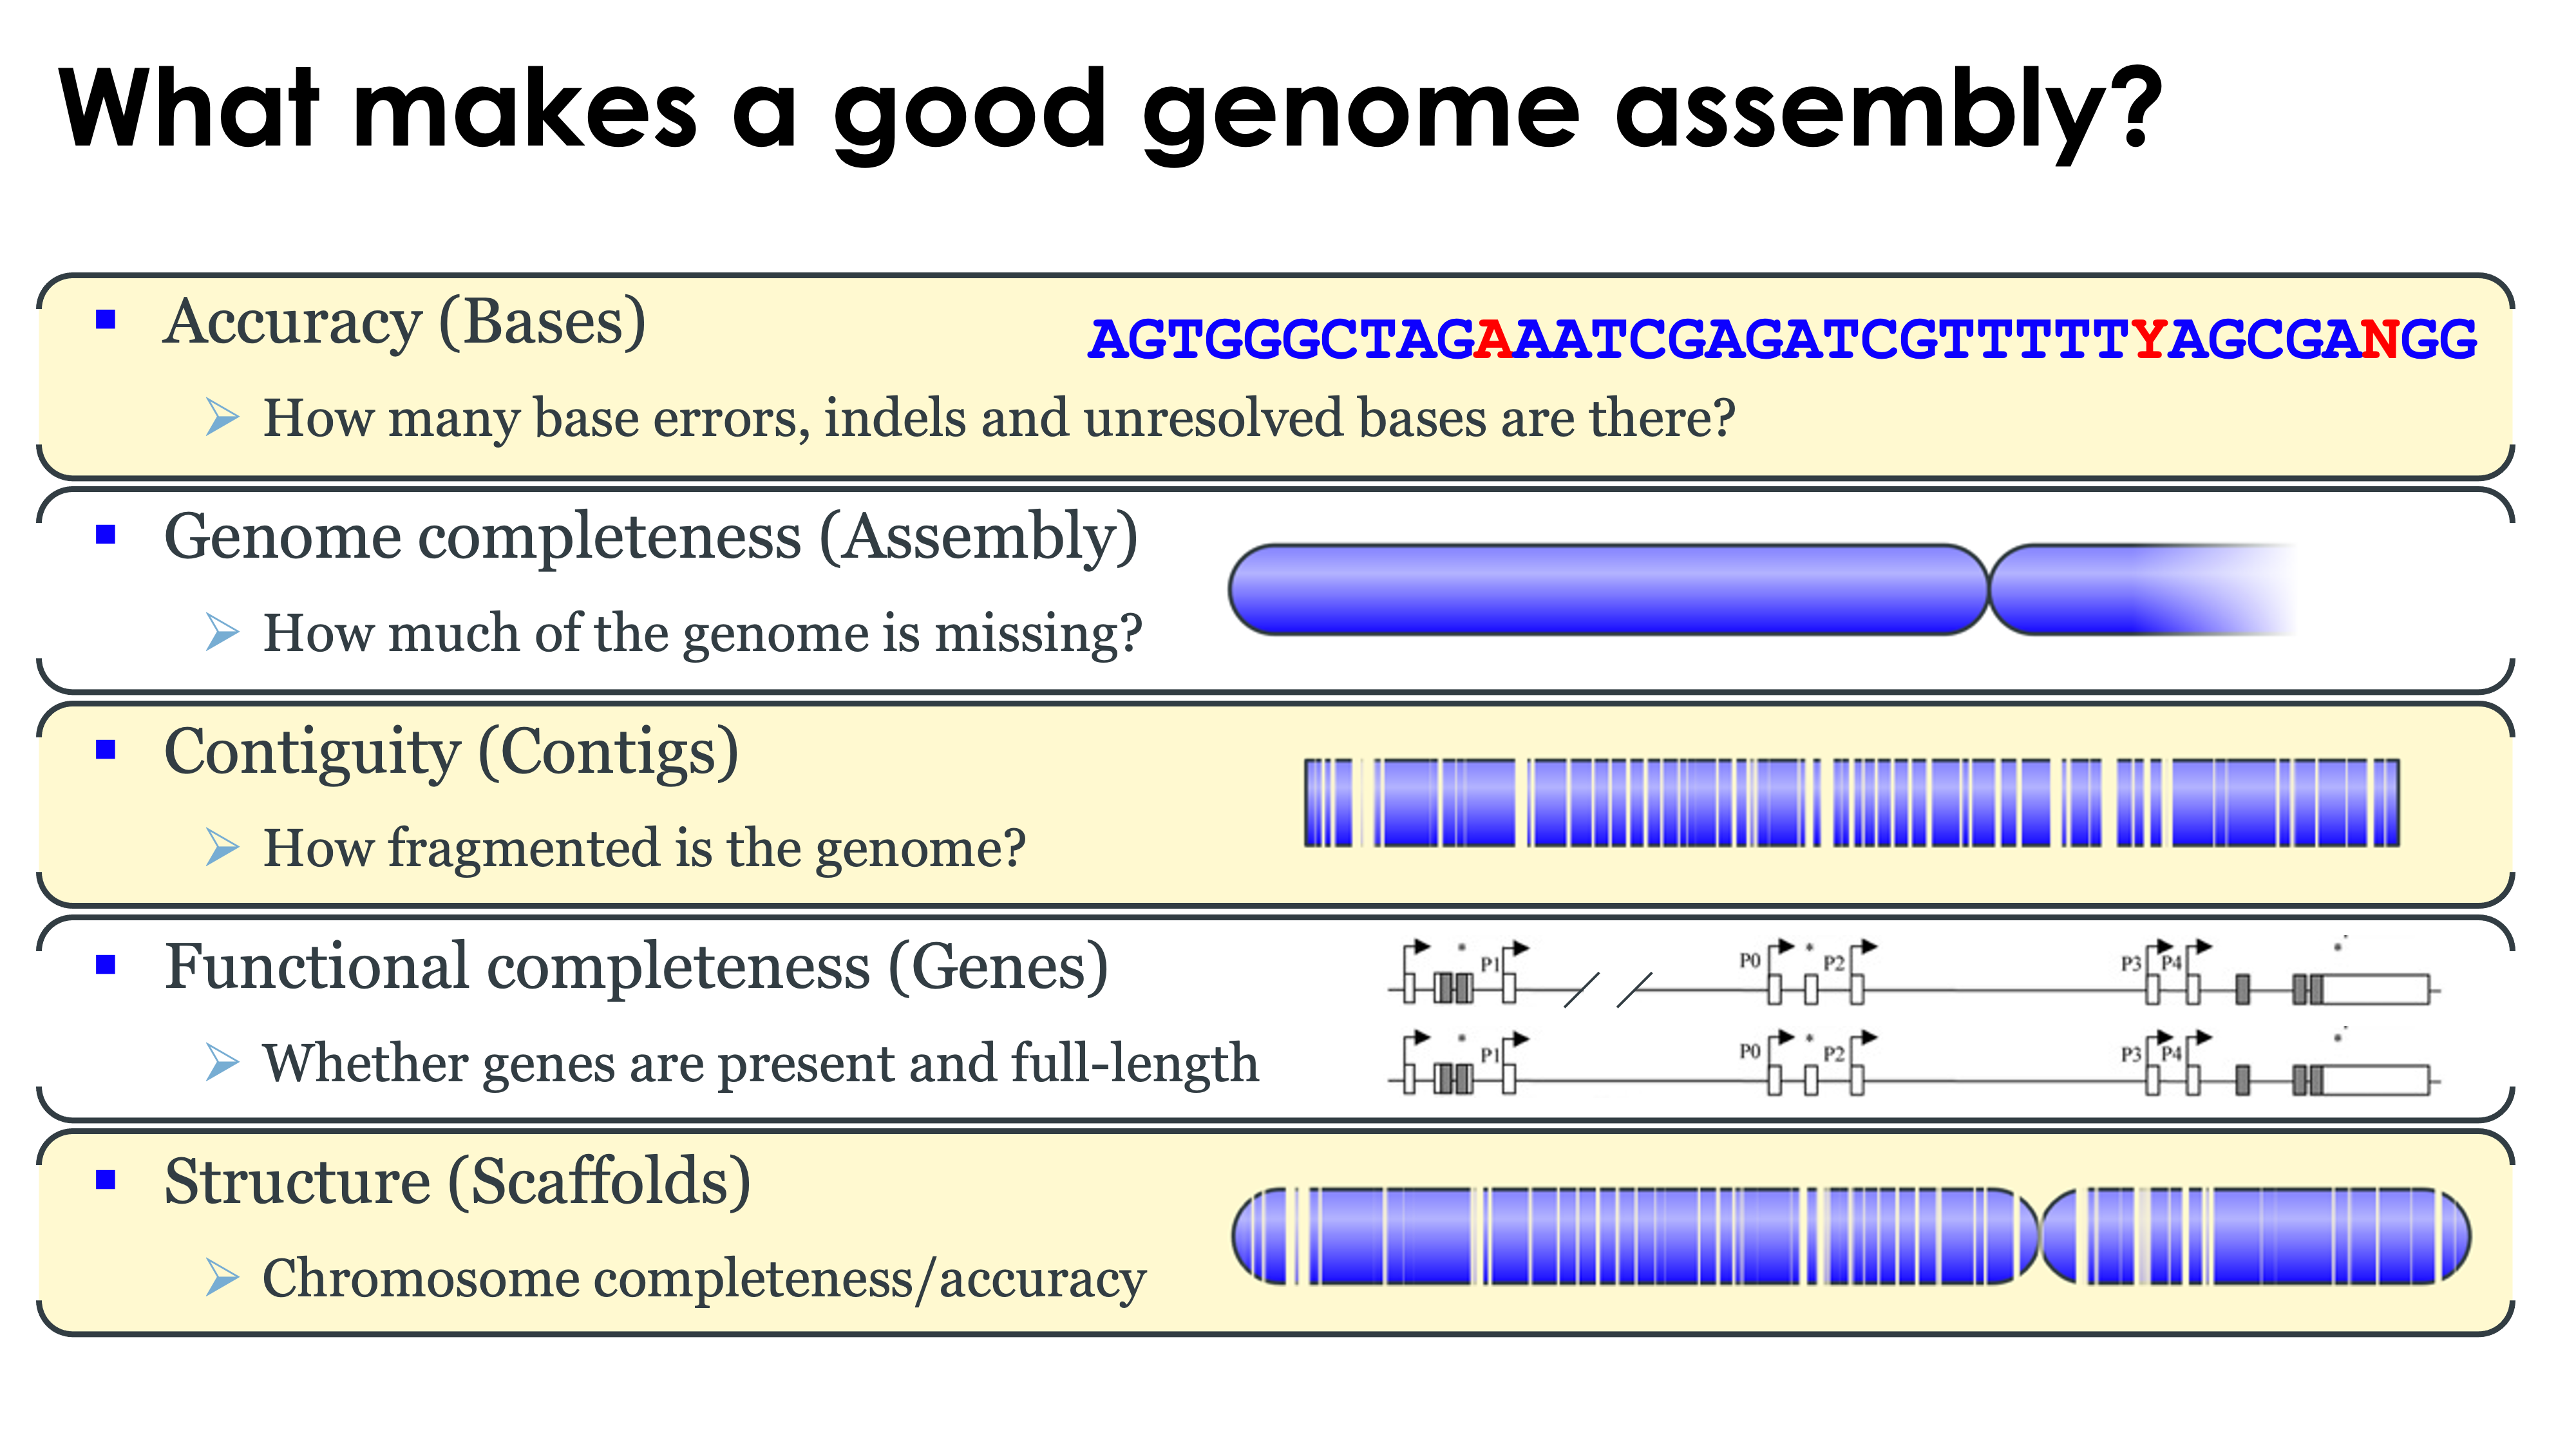 What makes a good genome assembly?
▪ Accuracy (Bases)
AGTGGGCTAGAAAATCGAGATCGTTTTTYAGCGANGG
➢ How many base errors, indels and unresolved bases are there?
▪ Genome completeness (Assembly)
➢ How much of the genome is missing?
▪ Contiguity (Contigs)
➢ How fragmented is the genome?
▪ Functional completeness (Genes)
* P1 P0 * P2 P3 P4 *
➢ Whether genes are present and full-length
* P1 P0 * P2 P3 P4 *
▪ Structure (Scaffolds)
➢ Chromosome completeness/accuracy